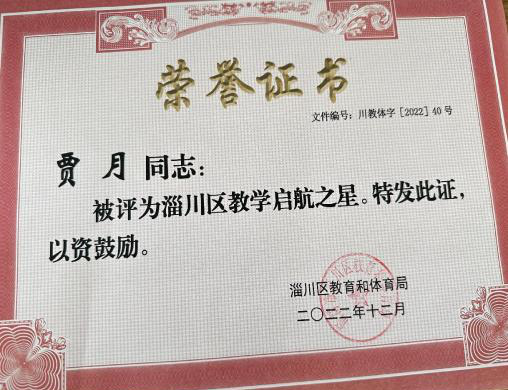 荣誉证书
文件编号：川教体字［2022］40号
贾月同志：
被评为淄川区教学启航之星。特发此证，
以资鼓励。
淄川区教育和体育局
二〇二二年十二月